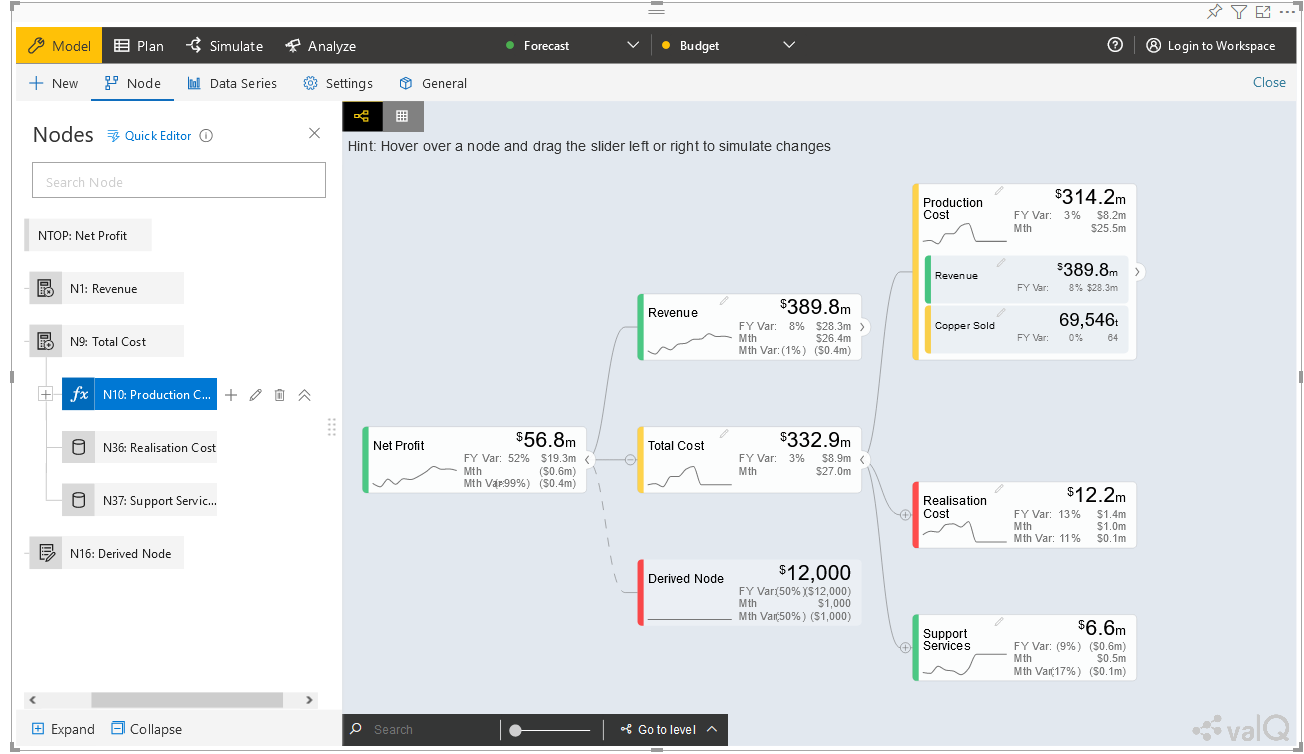 Model
Plan
Simulate
Analyze
Forecast
Budget
Login to Workspace
New
Node
Data Series
Settings
General
Close
Nodes
Quick Editor
Search Node
NTOP: Net Profit
N1: Revenue
N9: Total Cost
fx N10: Production C...
N36: Realisation Cost
N37: Support Servic...
N16: Derived Node
Expand
Collapse
Hint: Hover over a node and drag the slider left or right to simulate changes
Net Profit
$56.8m
FY Var: 52% $19.3m
Mth ($0.6m)
Mth Var: (-99%) ($0.4m)
Revenue
$389.8m
FY Var: 8% $28.3m
Mth $26.4m
Mth Var: (1%) ($0.4m)
Total Cost
$332.9m
FY Var: 3% $8.9m
Mth $27.0m
Derived Node
$12,000
FY Var: (50%) ($12,000)
Mth $1,000
Mth Var: (50%) ($1,000)
Production
Cost
$314.2m
FY Var: 3% $8.2m
Mth $25.5m
Revenue
$389.8m
FY Var: 8% $28.3m
Copper Sold
69,546t
FY Var: 0% 64
Realisation
Cost
$12.2m
FY Var: 13% $1.4m
Mth $1.0m
Mth Var: 11% $0.1m
Support
Services
$6.6m
FY Var: (9%) ($0.6m)
Mth $0.5m
Mth Var: (17%) ($0.1m)
Search
Go to level
valQ